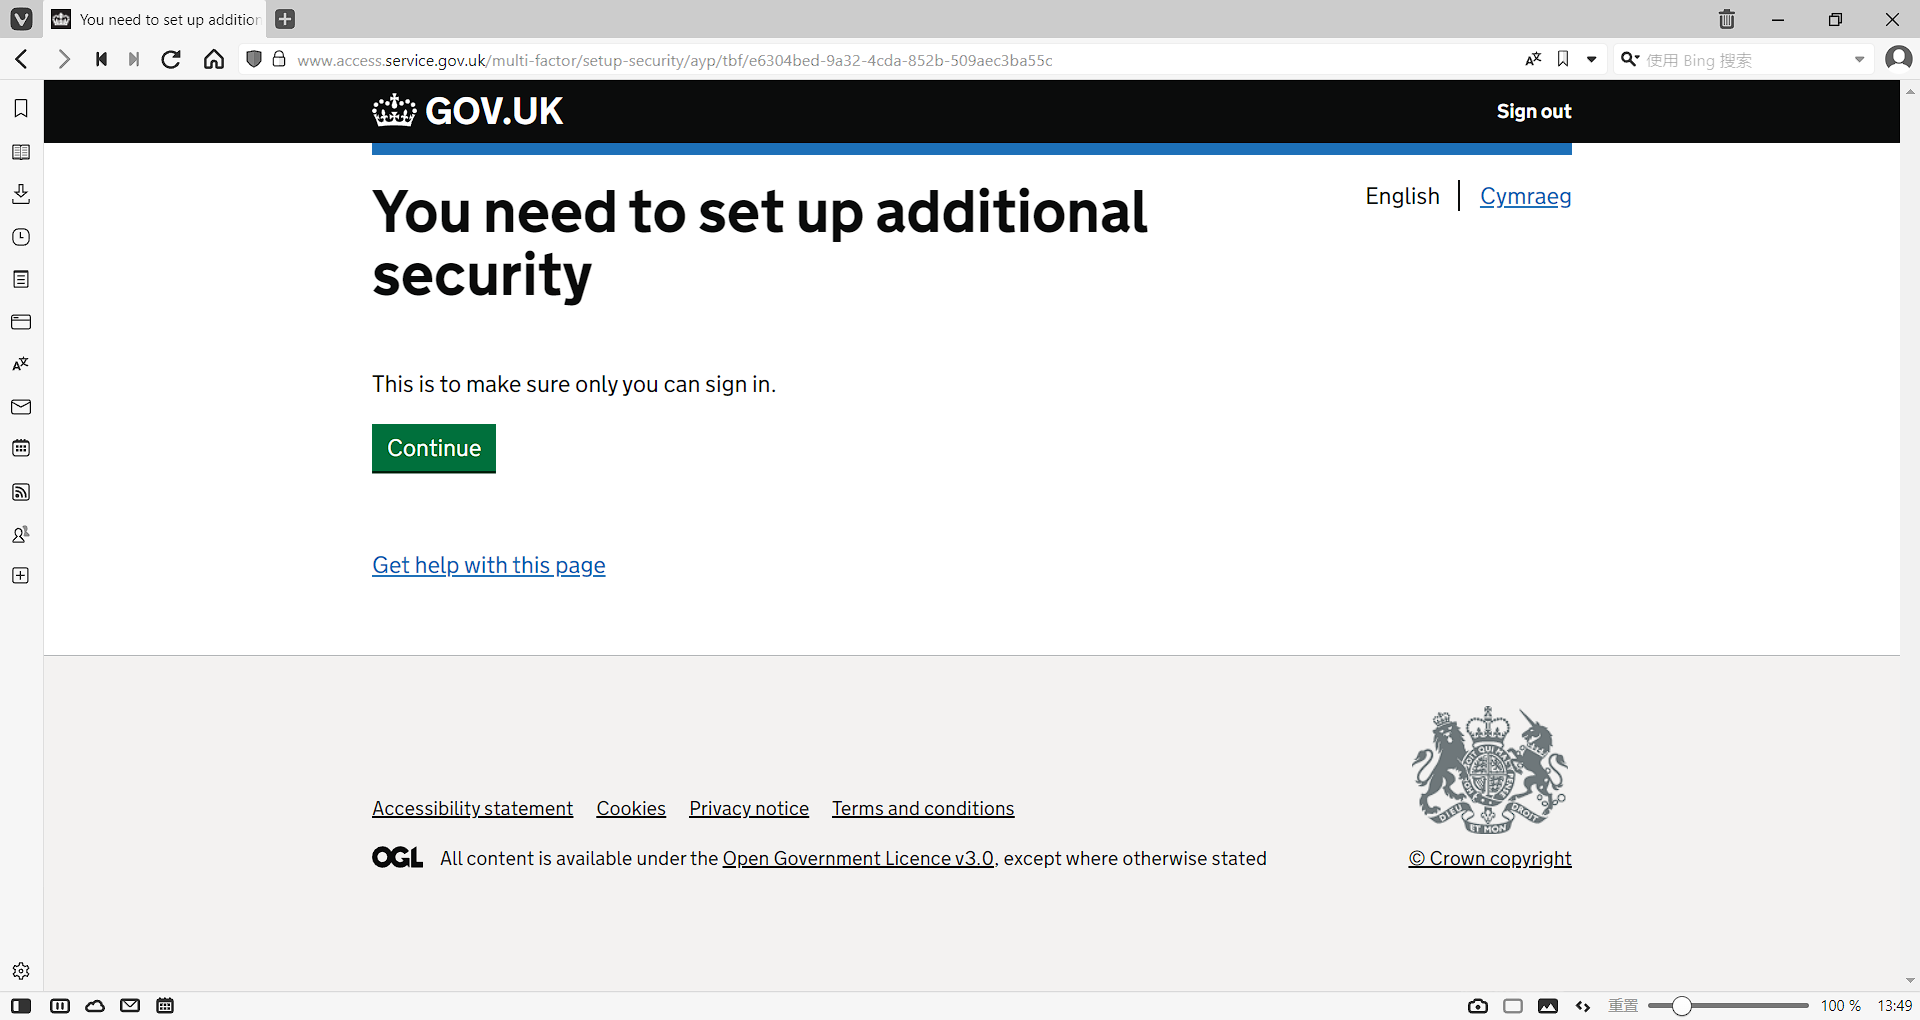 You need to set up addition
www.access.service.gov.uk/multi-factor/setup-security/ayp/tbf/e6304bed-9a32-4cda-852b-509aec3ba55c
使用 Bing 搜索
GOV.UK
Sign out
You need to set up additional
security
English
Cymraeg
This is to make sure only you can sign in.
Continue
Get help with this page
Accessibility statement
Cookies
Privacy notice
Terms and conditions
OGL
All content is available under the Open Government Licence v3.0, except where otherwise stated
DIEU ET MON DROIT
© Crown copyright
重置
100 %
13:49